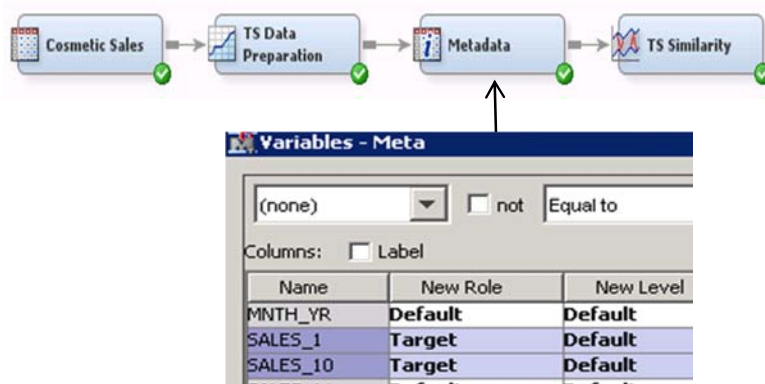 Cosmetic Sales
TS Data
Preparation
Metadata
TS Similarity
Variables - Meta
(none)
not
Equal to
Columns:
Label
Name New Role New Level
MNTH_YR Default Default
SALES_1 Target Default
SALES_10 Target Default